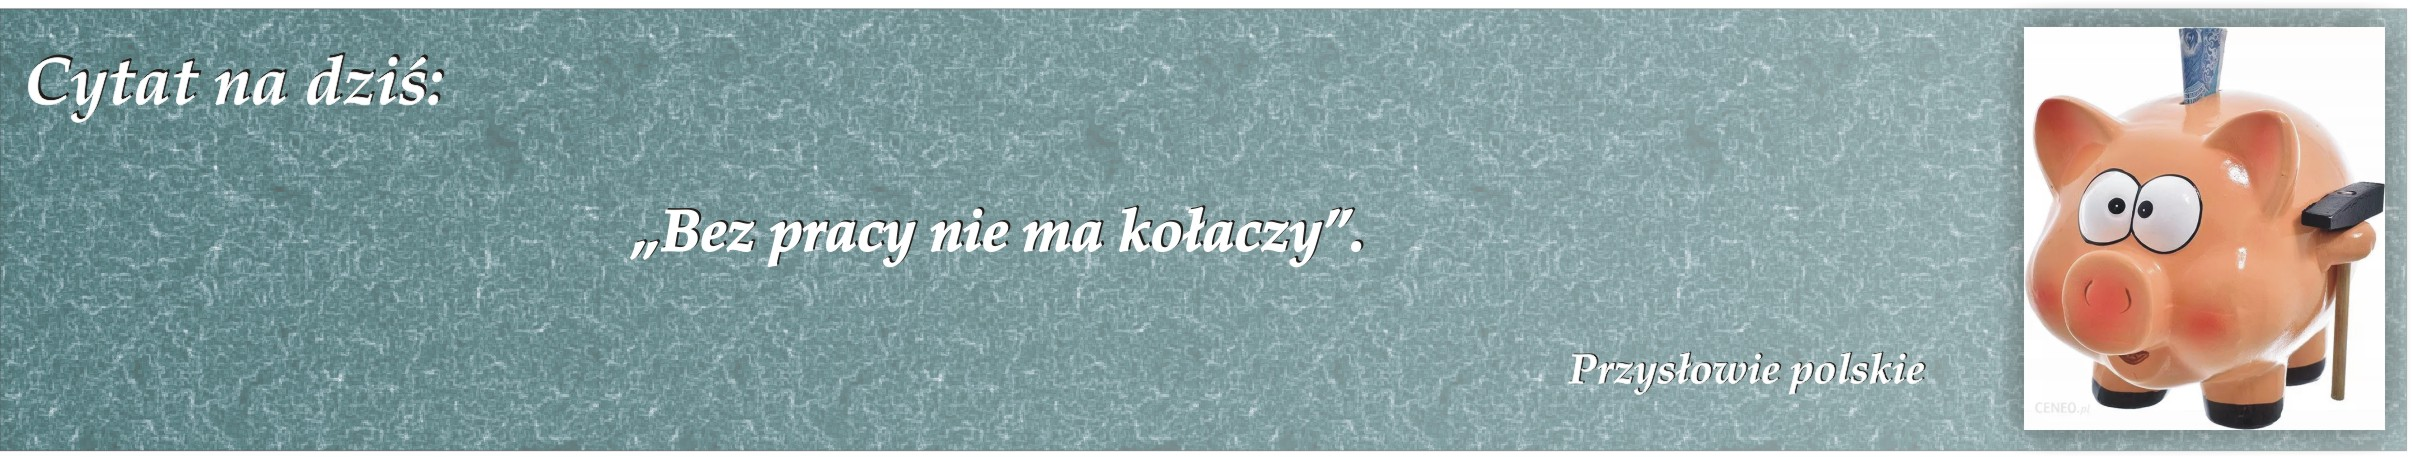 Cytat na dziś:
„Bez pracy nie ma kołaczy”.
Przysłowie polskie
CENEO.pl